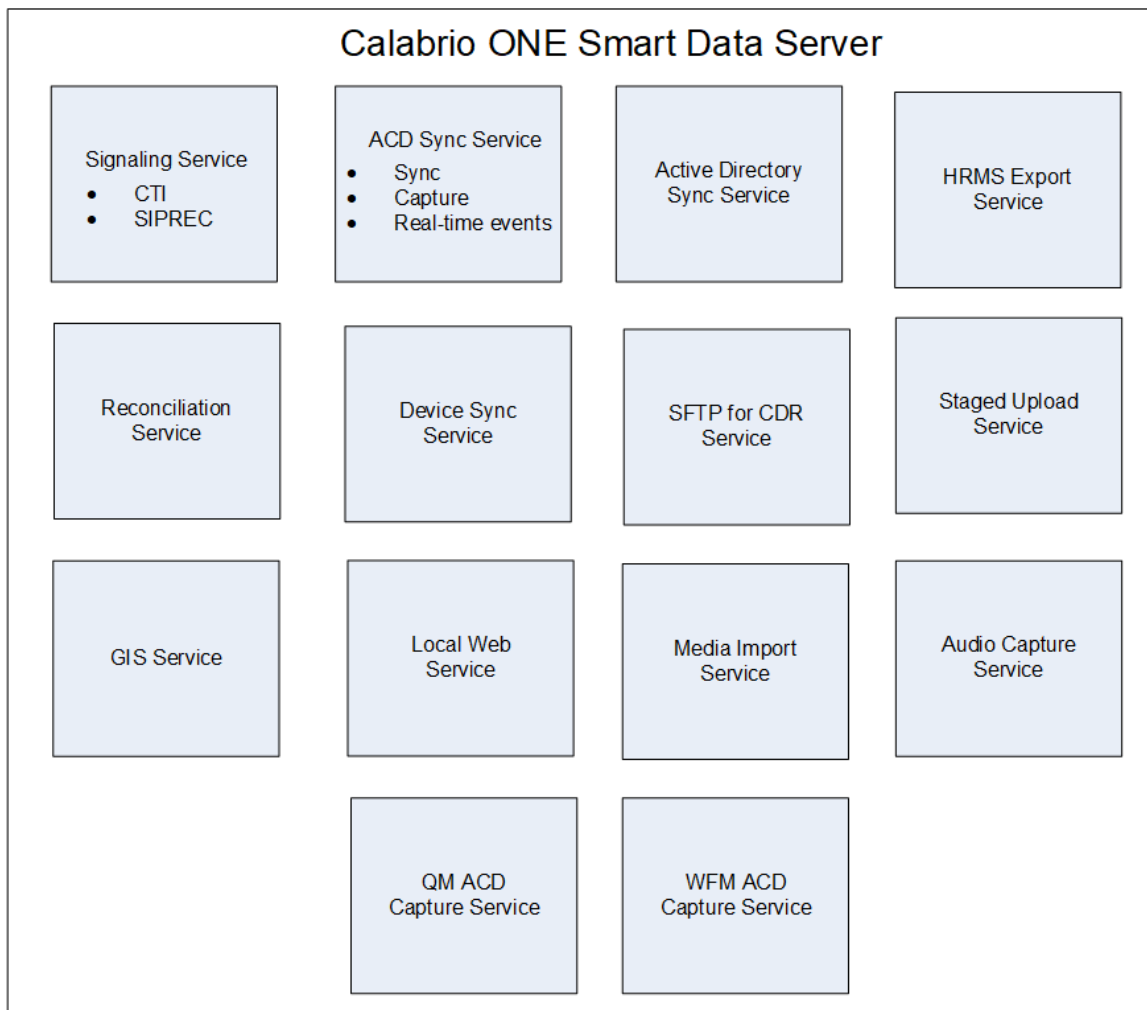 Calabrio ONE Smart Data Server
Signaling Service
• CTI
• SIPREC
ACD Sync Service
• Sync
• Capture
• Real-time events
Active Directory
Sync Service
HRMS Export
Service
Reconciliation
Service
Device Sync
Service
SFTP for CDR
Service
Staged Upload
Service
GIS Service
Local Web
Service
Media Import
Service
Audio Capture
Service
QM ACD
Capture Service
WFM ACD
Capture Service